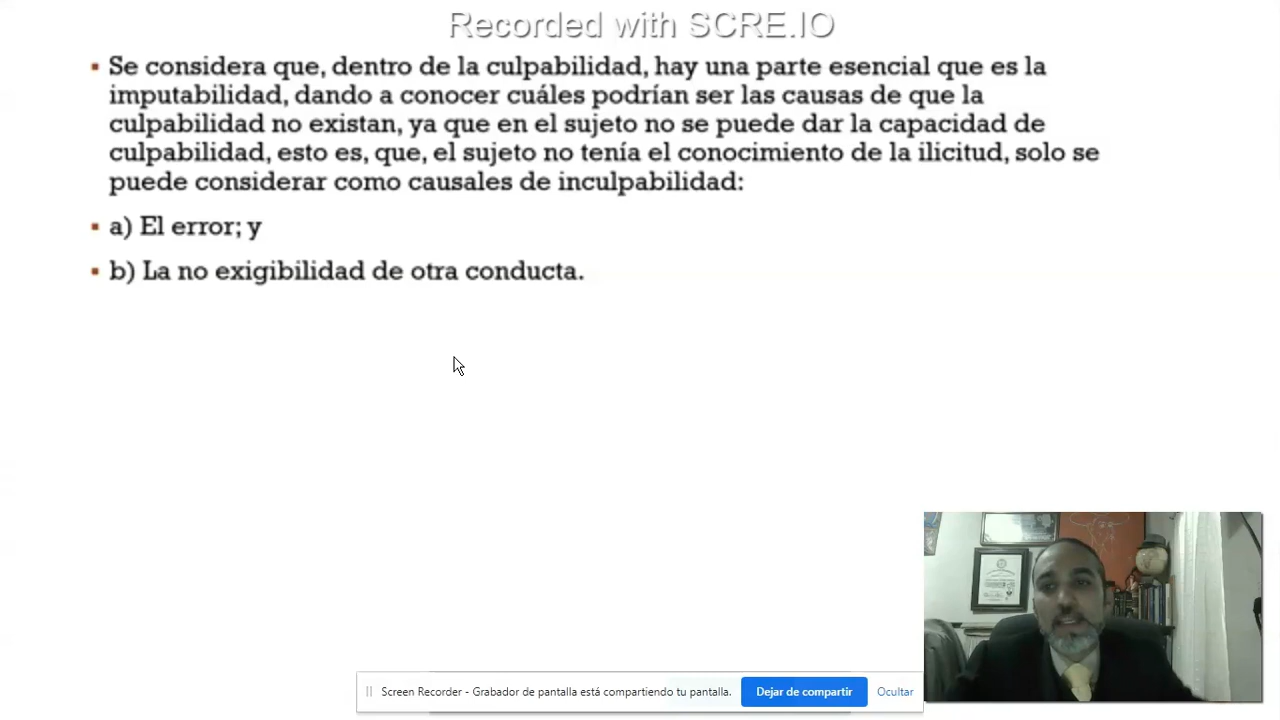 Recorded with SCRE.IO
▪ Se considera que, dentro de la culpabilidad, hay una parte esencial que es la
imputabilidad, dando a conocer cuáles podrían ser las causas de que la
culpabilidad no existan, ya que en el sujeto no se puede dar la capacidad de
culpabilidad, esto es, que, el sujeto no tenía el conocimiento de la ilicitud, solo se
puede considerar como causales de inculpabilidad:
▪ a) El error; y
▪ b) La no exigibilidad de otra conducta.
Screen Recorder - Grabador de pantalla está compartiendo tu pantalla.
Dejar de compartir
Ocultar